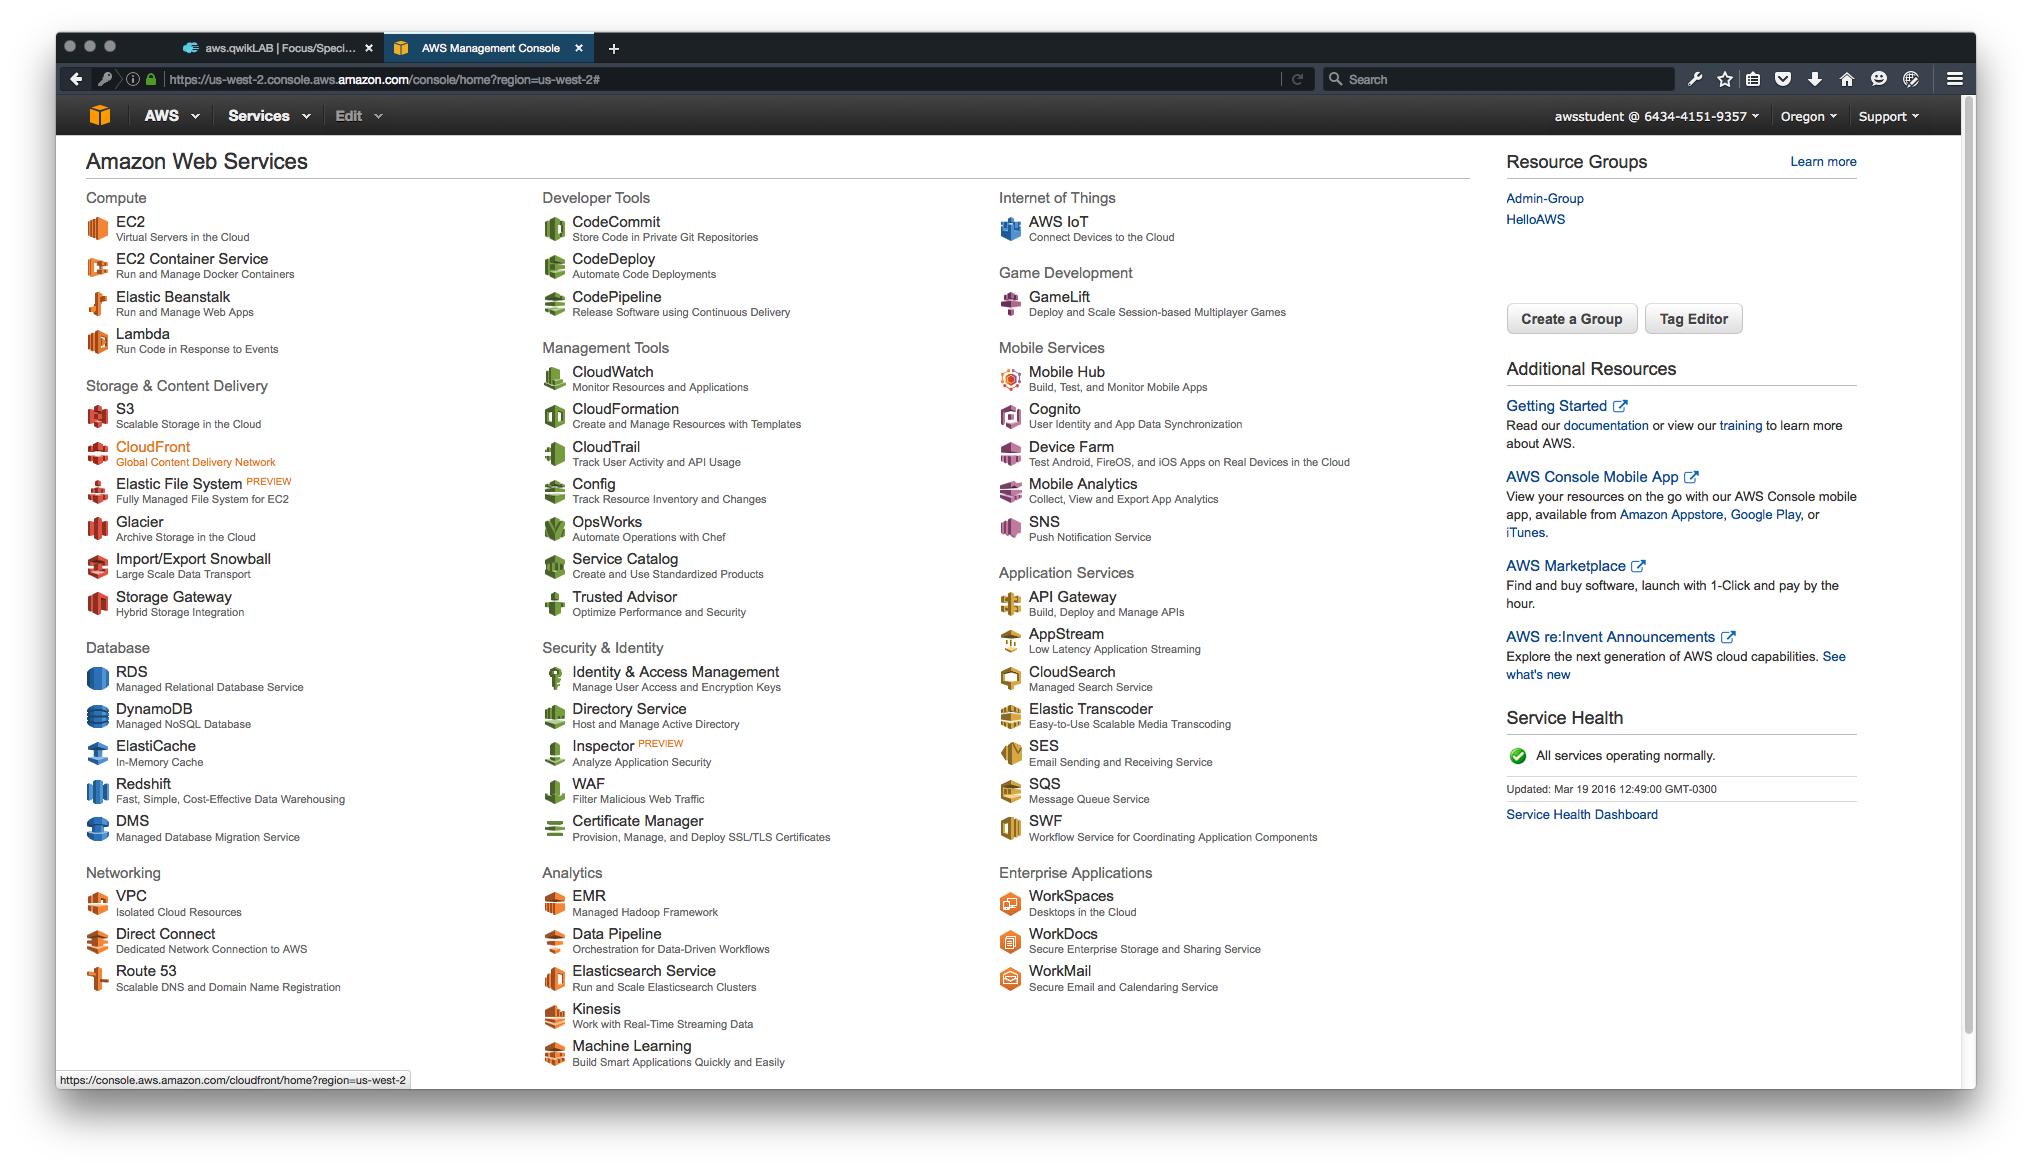 aws.qwikLAB | Focus/Speci...
AWS Management Console
https://us-west-2.console.aws.amazon.com/console/home?region=us-west-2#
Search
AWS
Services
Edit
awsstudent @ 6434-4151-9357
Oregon
Support
Amazon Web Services
Compute
EC2
Virtual Servers in the Cloud
EC2 Container Service
Run and Manage Docker Containers
Elastic Beanstalk
Run and Manage Web Apps
Lambda
Run Code in Response to Events
Storage & Content Delivery
S3
Scalable Storage in the Cloud
CloudFront
Global Content Delivery Network
Elastic File System PREVIEW
Fully Managed File System for EC2
Glacier
Archive Storage in the Cloud
Import/Export Snowball
Large Scale Data Transport
Storage Gateway
Hybrid Storage Integration
Database
RDS
Managed Relational Database Service
DynamoDB
Managed NoSQL Database
ElastiCache
In-Memory Cache
Redshift
Fast, Simple, Cost-Effective Data Warehousing
DMS
Managed Database Migration Service
Networking
VPC
Isolated Cloud Resources
Direct Connect
Dedicated Network Connection to AWS
Route 53
Scalable DNS and Domain Name Registration
Developer Tools
CodeCommit
Store Code in Private Git Repositories
CodeDeploy
Automate Code Deployments
CodePipeline
Release Software using Continuous Delivery
Management Tools
CloudWatch
Monitor Resources and Applications
CloudFormation
Create and Manage Resources with Templates
CloudTrail
Track User Activity and API Usage
Config
Track Resource Inventory and Changes
OpsWorks
Automate Operations with Chef
Service Catalog
Create and Use Standardized Products
Trusted Advisor
Optimize Performance and Security
Security & Identity
Identity & Access Management
Manage User Access and Encryption Keys
Directory Service
Host and Manage Active Directory
Inspector PREVIEW
Analyze Application Security
WAF
Filter Malicious Web Traffic
Certificate Manager
Provision, Manage, and Deploy SSL/TLS Certificates
Analytics
EMR
Managed Hadoop Framework
Data Pipeline
Orchestration for Data-Driven Workflows
Elasticsearch Service
Run and Scale Elasticsearch Clusters
Kinesis
Work with Real-Time Streaming Data
Machine Learning
Build Smart Applications Quickly and Easily
Internet of Things
AWS IoT
Connect Devices to the Cloud
Game Development
GameLift
Deploy and Scale Session-based Multiplayer Games
Mobile Services
Mobile Hub
Build, Test, and Monitor Mobile Apps
Cognito
User Identity and App Data Synchronization
Device Farm
Test Android, FireOS, and iOS Apps on Real Devices in the Cloud
Mobile Analytics
Collect, View and Export App Analytics
SNS
Push Notification Service
Application Services
API Gateway
Build, Deploy and Manage APIs
AppStream
Low Latency Application Streaming
CloudSearch
Managed Search Service
Elastic Transcoder
Easy-to-Use Scalable Media Transcoding
SES
Email Sending and Receiving Service
SQS
Message Queue Service
SWF
Workflow Service for Coordinating Application Components
Enterprise Applications
WorkSpaces
Desktops in the Cloud
WorkDocs
Secure Enterprise Storage and Sharing Service
WorkMail
Secure Email and Calendaring Service
Resource Groups
Learn more
Admin-Group
HelloAWS
Create a Group
Tag Editor
Additional Resources
Getting Started
Read our documentation or view our training to learn more
about AWS.
AWS Console Mobile App
View your resources on the go with our AWS Console mobile
app, available from Amazon Appstore, Google Play, or
iTunes.
AWS Marketplace
Find and buy software, launch with 1-Click and pay by the
hour.
AWS re:Invent Announcements
Explore the next generation of AWS cloud capabilities. See
what's new
Service Health
All services operating normally.
Updated: Mar 19 2016 12:49:00 GMT-0300
Service Health Dashboard
https://console.aws.amazon.com/cloudfront/home?region=us-west-2